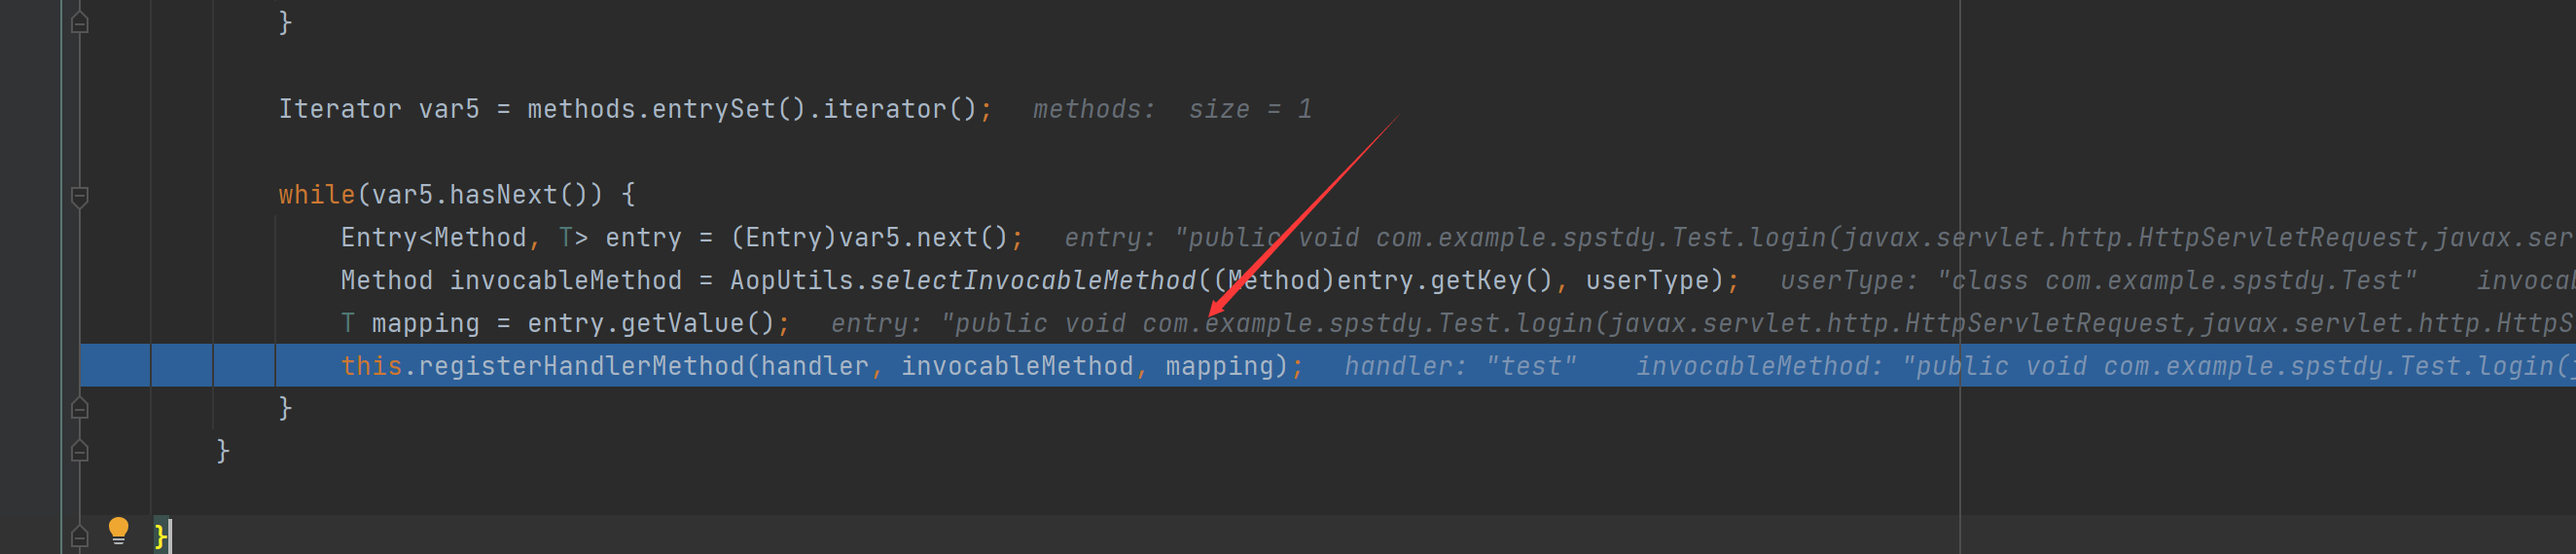 }
Iterator var5 = methods.entrySet().iterator(); methods: size = 1
while(var5.hasNext()) {
Entry<Method, T> entry = (Entry)var5.next(); entry: "public void com.example.spstdy.Test.login(javax.servlet.http.HttpServletRequest,javax.ser
Method invocableMethod = AopUtils.selectInvocableMethod((Method)entry.getKey(), userType); userType: "class com.example.spstdy.Test" invocab
T mapping = entry.getValue(); entry: "public void com.example.spstdy.Test.login(javax.servlet.http.HttpServletRequest,javax.servlet.http.HttpS
this.registerHandlerMethod(handler, invocableMethod, mapping); handler: "test" invocableMethod: "public void com.example.spstdy.Test.login(j
}
}
}